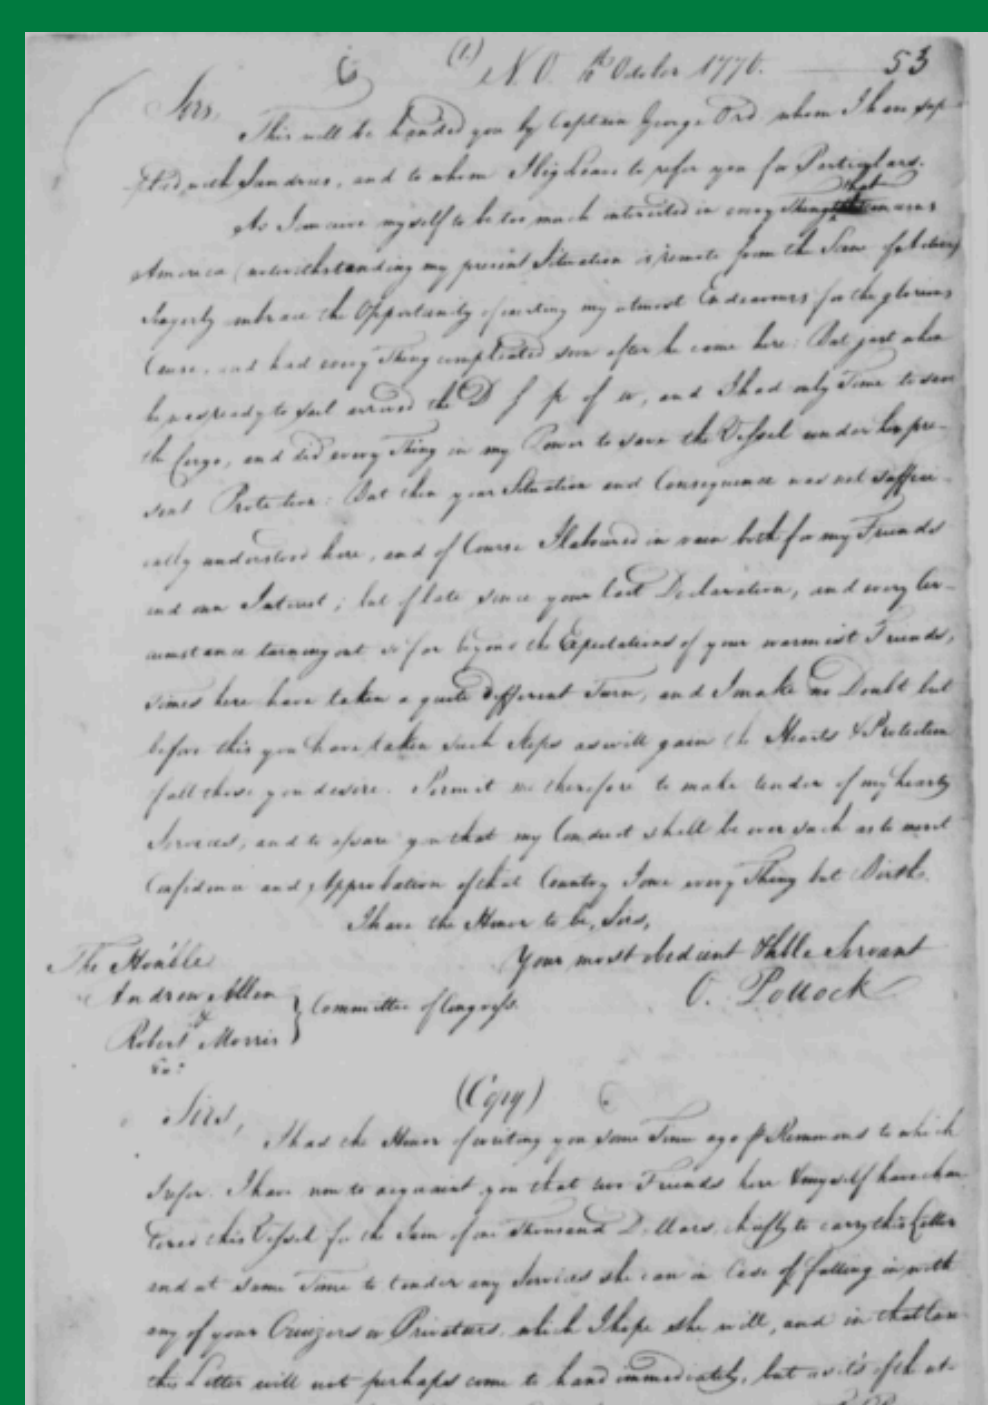 (1.) N. O. October 1776. 53
Sirs,
This will be handed you by Captain George Ord whom I have sup-
plied with Sundries, and to whom I beg Leave to refer you for Particulars.
As I conceive myself to be too much interested in every Thing that concerns
America (notwithstanding my present Situation is remote from the Scene of Action)
I eagerly embrace the Opportunity of exerting my utmost Endeavours for the glorious
Cause, and had every Thing compleated soon after he came here: But just when
he was ready to sail arrived the D f p of w, and I had only Time to save
the Cargo, and did every Thing in my Power to save the Vessel under her pre-
sent Protection: But then your Situation and Consequence was not suffici-
ently understood here, and of Course I laboured in vain both for my Friends
and own Interest; but of late since your last Declaration, and every Cir-
cumstance turning out so far beyond the Expectations of your warmest Friends,
Times here have taken a quite different Turn, and I make no Doubt but
before this you have taken such Steps as will gain the Hearts & Protection
of all those you desire. Permit me therefore to make tender of my hearty
Services, and to assure you that my Conduct shall be ever such as to merit
Confidence and Approbation of that Country I owe every Thing but Birth.
I have the Honor to be, Sirs,
Your most obedient Hble Servant
O. Pollock
The Honble
Andrew Allen
& Committee of Congress.
Robert Morris
&c:
(Copy)
Sirs,
I had the Honor of writing you some Time ago p Remmond to which
I refer. I have now to acquaint you that two Friends here & myself have char
tered this Vessel for the Sum of one Thousand Dollars, chiefly to carry this Letter
and at same Time to tender any Services she can in Case of falling in with
any of your Cruizers or Privateers, which I hope she will, and in that Case
this Letter will not perhaps come to hand immediately, but as it's of that